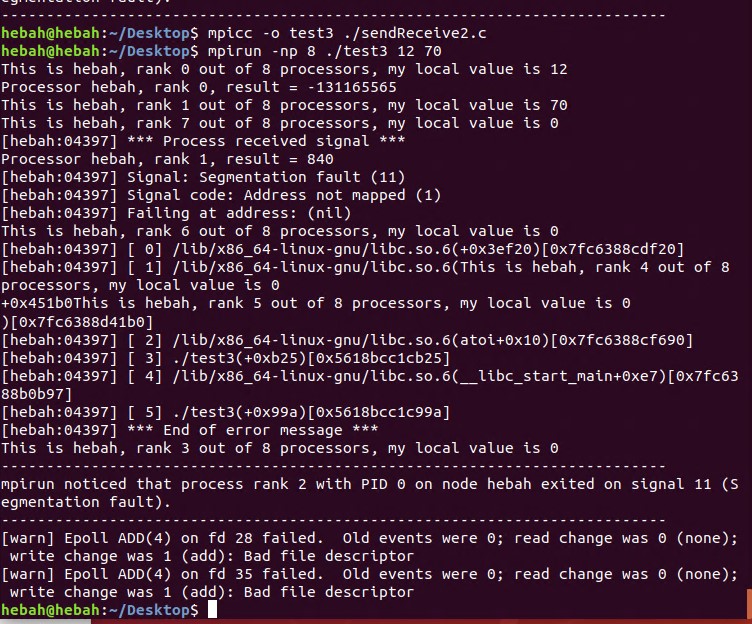 egmentation fault).
--------------------------------------------------------------------------
hebah@hebah:~/Desktop$ mpicc -o test3 ./sendReceive2.c
hebah@hebah:~/Desktop$ mpirun -np 8 ./test3 12 70
This is hebah, rank 0 out of 8 processors, my local value is 12
Processor hebah, rank 0, result = -131165565
This is hebah, rank 1 out of 8 processors, my local value is 70
This is hebah, rank 7 out of 8 processors, my local value is 0
[hebah:04397] *** Process received signal ***
Processor hebah, rank 1, result = 840
[hebah:04397] Signal: Segmentation fault (11)
[hebah:04397] Signal code: Address not mapped (1)
[hebah:04397] Failing at address: (nil)
This is hebah, rank 6 out of 8 processors, my local value is 0
[hebah:04397] [ 0] /lib/x86_64-linux-gnu/libc.so.6(+0x3ef20)[0x7fc6388cdf20]
[hebah:04397] [ 1] /lib/x86_64-linux-gnu/libc.so.6(This is hebah, rank 4 out of 8
processors, my local value is 0
+0x451b0This is hebah, rank 5 out of 8 processors, my local value is 0
)[0x7fc6388d41b0]
[hebah:04397] [ 2] /lib/x86_64-linux-gnu/libc.so.6(atoi+0x10)[0x7fc6388cf690]
[hebah:04397] [ 3] ./test3(+0xb25)[0x5618bcc1cb25]
[hebah:04397] [ 4] /lib/x86_64-linux-gnu/libc.so.6(__libc_start_main+0xe7)[0x7fc63
88b0b97]
[hebah:04397] [ 5] ./test3(+0x99a)[0x5618bcc1c99a]
[hebah:04397] *** End of error message ***
This is hebah, rank 3 out of 8 processors, my local value is 0
--------------------------------------------------------------------------
mpirun noticed that process rank 2 with PID 0 on node hebah exited on signal 11 (S
egmentation fault).
--------------------------------------------------------------------------
[warn] Epoll ADD(4) on fd 28 failed.  Old events were 0; read change was 0 (none);
 write change was 1 (add): Bad file descriptor
[warn] Epoll ADD(4) on fd 35 failed.  Old events were 0; read change was 0 (none);
 write change was 1 (add): Bad file descriptor
hebah@hebah:~/Desktop$